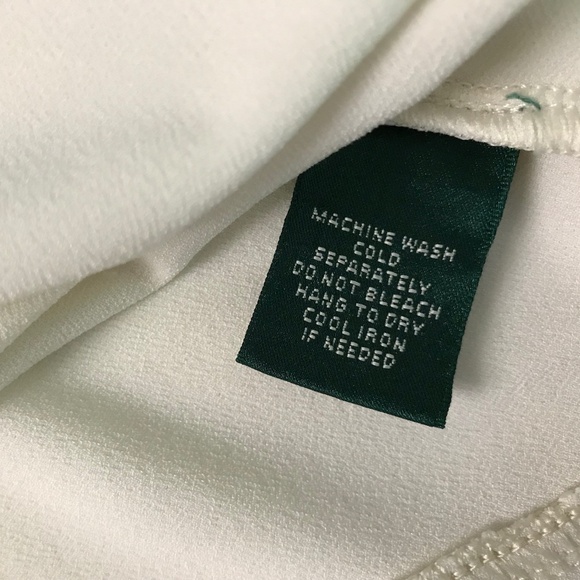 MACHINE WASH
COLD
SEPARATELY
DO NOT BLEACH
HANG TO DRY
COOL IRON
IF NEEDED